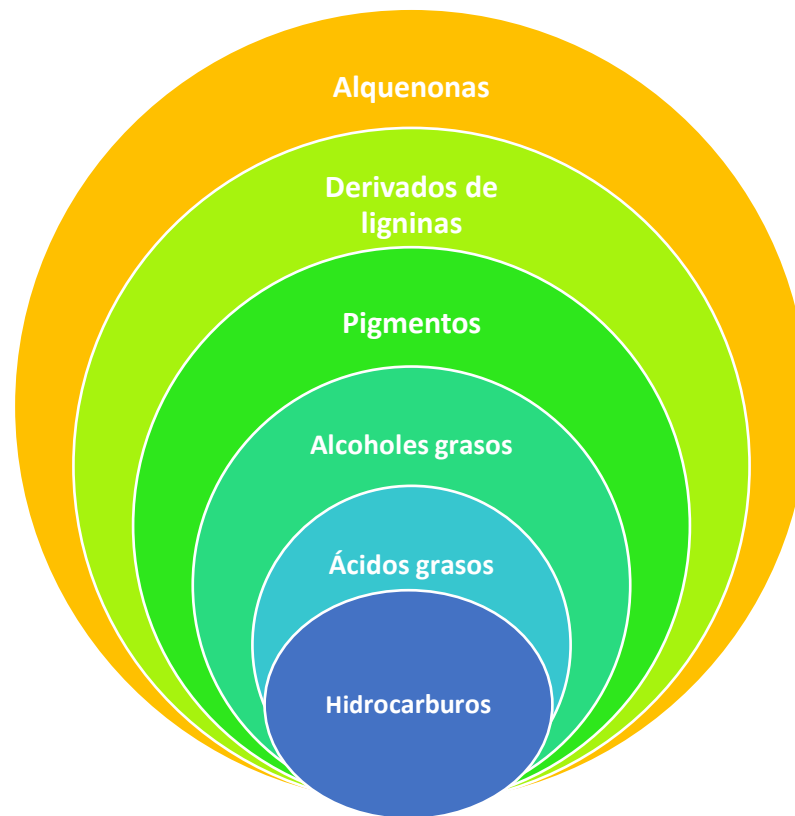 Alquenonas
Derivados de
ligninas
Pigmentos
Alcoholes grasos
Ácidos grasos
Hidrocarburos